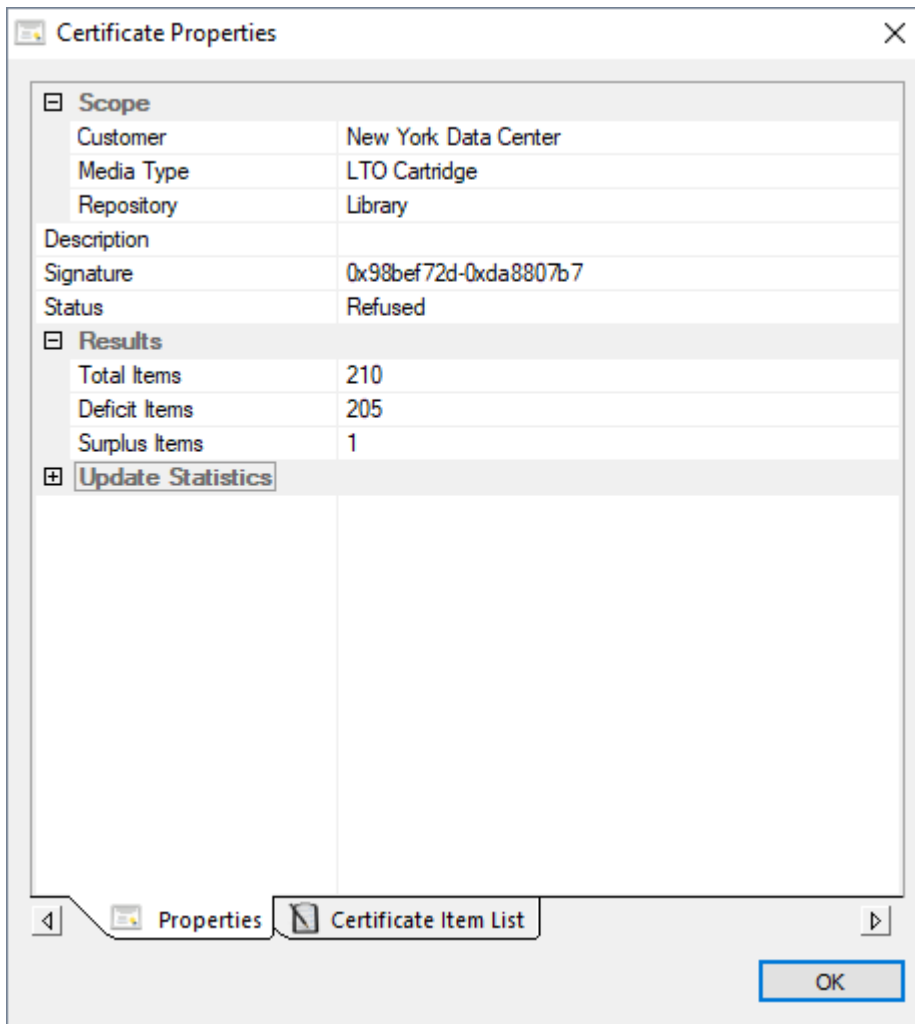 Certificate Properties
Scope
Customer New York Data Center
Media Type LTO Cartridge
Repository Library
Description
Signature 0x98bef72d-0xda8807b7
Status Refused
Results
Total Items 210
Deficit Items 205
Surplus Items 1
Update Statistics
Properties Certificate Item List
OK